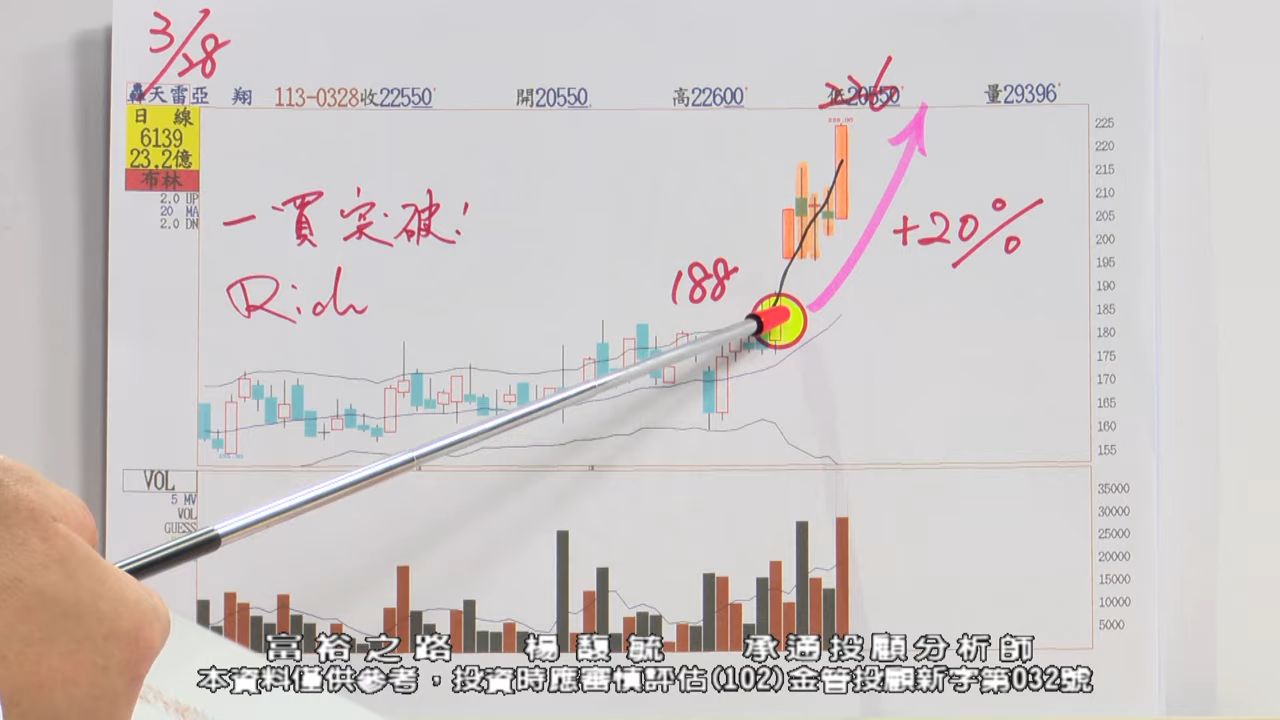 3/28
轟天雷亞 翔 113-0328收22550 開20550 高22600 低20550 量29396
226
日 線
6139
23.2億
布林
2.0 UP
20 MA
2.0 DN
225
220
215
210
205
200
195
190
185
180
175
170
165
160
155
一買突破!
Rich
188
+20%
VOL
5 MV
VOL
GUESS
35000
30000
25000
20000
15000
10000
5000
富裕之路 楊馥毓 承通投顧分析師
本資料僅供參考，投資時應審慎評估(102)金管投顧新字第032號